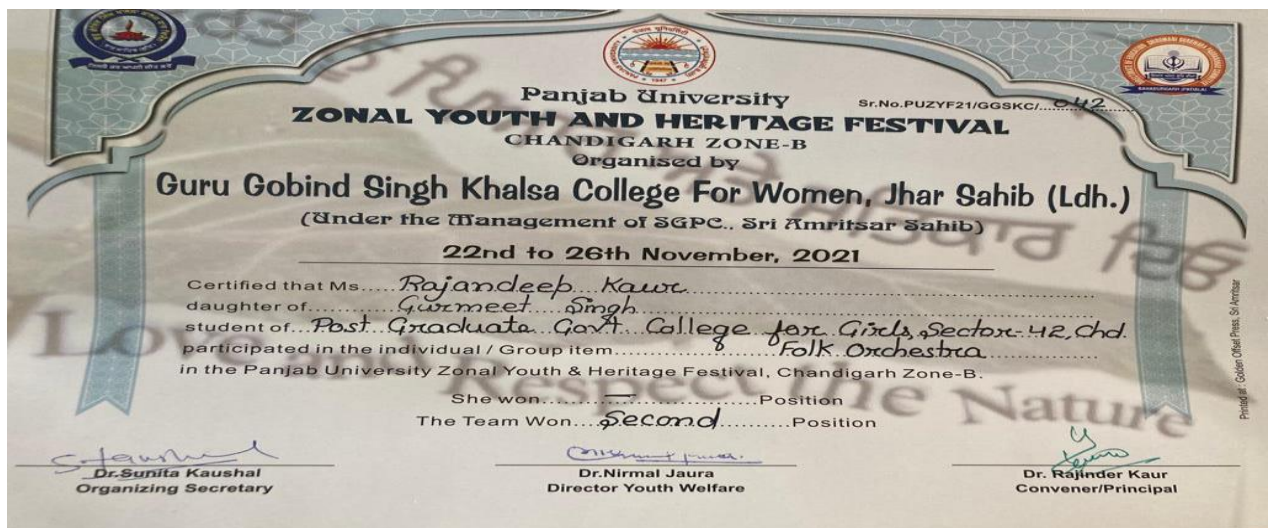 Panjab University
Sr.No.PUZYF21/GGSKC/....042....
ZONAL YOUTH AND HERITAGE FESTIVAL
CHANDIGARH ZONE-B
Organised by
Guru Gobind Singh Khalsa College For Women, Jhar Sahib (Ldh.)
(Under the Management of SGPC., Sri Amritsar Sahib)
22nd to 26th November, 2021
Certified that Ms.....Rajandeep Kaur
daughter of.....Gurmeet Singh
student of...Post Graduate Govt College for Girls, Sector-42, Chd.
participated in the individual / Group item..............Folk Orchestra
in the Panjab University Zonal Youth & Heritage Festival, Chandigarh Zone-B.
She won........—........Position
The Team Won....Second..........Position
Love & Respect The Nature
Dr.Sunita Kaushal
Organizing Secretary
Dr.Nirmal Jaura
Director Youth Welfare
Dr. Rajinder Kaur
Convener/Principal
Printed at : Golden Offset Press, Sri Amritsar